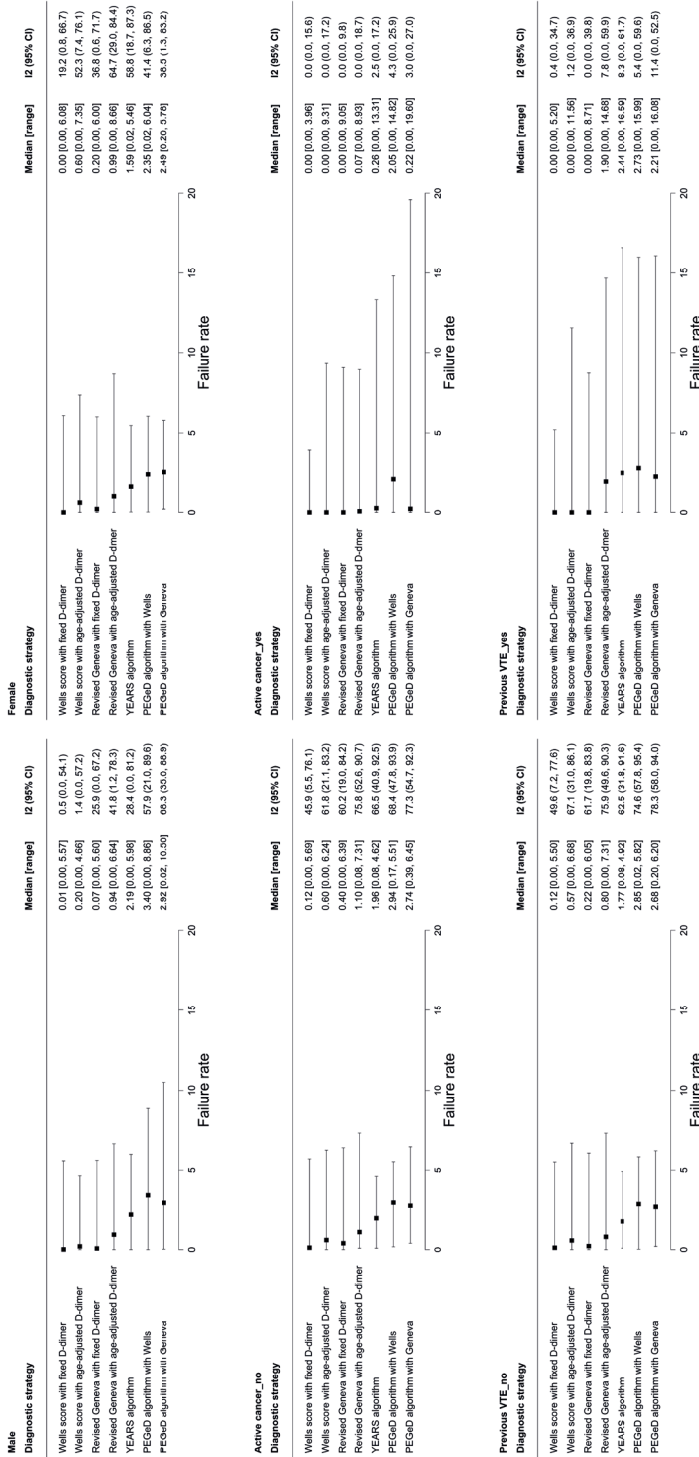 Male
Diagnostic strategy Median [range] I2 (95% CI)
Wells score with fixed D-dimer 0.01 [0.00, 5.57] 0.5 (0.0, 54.1)
Wells score with age-adjusted D-dimer 0.20 [0.00, 4.66] 1.4 (0.0, 57.2)
Revised Geneva with fixed D-dimer 0.07 [0.00, 5.60] 25.9 (0.0, 67.2)
Revised Geneva with age-adjusted D-dimer 0.94 [0.00, 6.64] 41.8 (1.2, 78.3)
YEARS algorithm 2.19 [0.00, 5.98] 28.4 (0.0, 81.2)
PEGeD algorithm with Wells 3.40 [0.00, 8.86] 57.9 (21.0, 89.6)
PEGeD algorithm with Geneva
0 5 10 15 20
Failure rate
Female
Diagnostic strategy Median [range] I2 (95% CI)
Wells score with fixed D-dimer 0.00 [0.00, 6.08] 19.2 (0.8, 66.7)
Wells score with age-adjusted D-dimer 0.60 [0.00, 7.35] 52.3 (7.4, 76.1)
Revised Geneva with fixed D-dimer 0.20 [0.00, 6.00] 36.8 (0.6, 71.7)
Revised Geneva with age-adjusted D-dmer 0.99 [0.00, 8.66] 64.7 (29.0, 84.4)
YEARS algorithm 1.59 [0.02, 5.46] 58.8 (18.7, 87.3)
PEGeD algorithm with Wells 2.35 [0.02, 6.04] 41.4 (6.3, 86.5)
PEGeD algorithm with Geneva
0 5 10 15 20
Failure rate
Active cancer_no
Diagnostic strategy Median [range] I2 (95% CI)
Wells score with fixed D-dimer 0.12 [0.00, 5.69] 45.9 (5.5, 76.1)
Wells score with age-adjusted D-dimer 0.60 [0.00, 6.24] 61.8 (21.1, 83.2)
Revised Geneva with fixed D-dimer 0.40 [0.00, 6.39] 60.2 (19.0, 84.2)
Revised Geneva with age-adjusted D-dimer 1.10 [0.08, 7.31] 75.8 (52.6, 90.7)
YEARS algorithm 1.96 [0.08, 4.62] 66.5 (40.9, 92.5)
PEGeD algorithm with Wells 2.94 [0.17, 5.51] 68.4 (47.8, 93.9)
PEGeD algorithm with Geneva 2.74 [0.39, 6.45] 77.3 (54.7, 92.3)
0 5 10 15 20
Failure rate
Active cancer_yes
Diagnostic strategy Median [range] I2 (95% CI)
Wells score with fixed D-dimer 0.00 [0.00, 3.96] 0.0 (0.0, 15.6)
Wells score with age-adjusted D-dimer 0.00 [0.00, 9.31] 0.0 (0.0, 17.2)
Revised Geneva with fixed D-dimer 0.00 [0.00, 9.05] 0.0 (0.0, 9.8)
Revised Geneva with age-adjusted D-dmer 0.07 [0.00, 8.93] 0.0 (0.0, 18.7)
YEARS algorithm 0.26 [0.00, 13.31] 2.5 (0.0, 17.2)
PEGeD algorithm with Wells 2.05 [0.00, 14.82] 4.3 (0.0, 25.9)
PEGeD algorithm with Geneva 0.22 [0.00, 19.60] 3.0 (0.0, 27.0)
0 5 10 15 20
Failure rate
Previous VTE_no
Diagnostic strategy Median [range] I2 (95% CI)
Wells score with fixed D-dimer 0.12 [0.00, 5.50] 49.6 (7.2, 77.6)
Wells score with age-adjusted D-dimer 0.57 [0.00, 6.68] 67.1 (31.0, 86.1)
Revised Geneva with fixed D-dimer 0.22 [0.00, 6.05] 61.7 (19.8, 83.8)
Revised Geneva with age-adjusted D-dimer 0.80 [0.00, 7.31] 75.9 (49.6, 90.3)
YEARS algorithm
PEGeD algorithm with Wells 2.85 [0.02, 5.82] 74.6 (57.8, 95.4)
PEGeD algorithm with Geneva 2.68 [0.20, 6.20] 78.3 (58.0, 94.0)
0 5 10 15 20
Failure rate
Previous VTE_yes
Diagnostic strategy Median [range] I2 (95% CI)
Wells score with fixed D-dimer 0.00 [0.00, 5.20] 0.4 (0.0, 34.7)
Wells score with age-adjusted D-dimer 0.00 [0.00, 11.56] 1.2 (0.0, 36.9)
Revised Geneva with fixed D-dimer 0.00 [0.00, 8.71] 0.0 (0.0, 39.8)
Revised Geneva with age-adjusted D-dmer 1.90 [0.00, 14.68] 7.8 (0.0, 59.9)
YEARS algorithm
PEGeD algorithm with Wells 2.73 [0.00, 15.99] 5.4 (0.0, 59.6)
PEGeD algorithm with Geneva 2.21 [0.00, 16.08] 11.4 (0.0, 52.5)
0 5 10 15 20
Failure rate